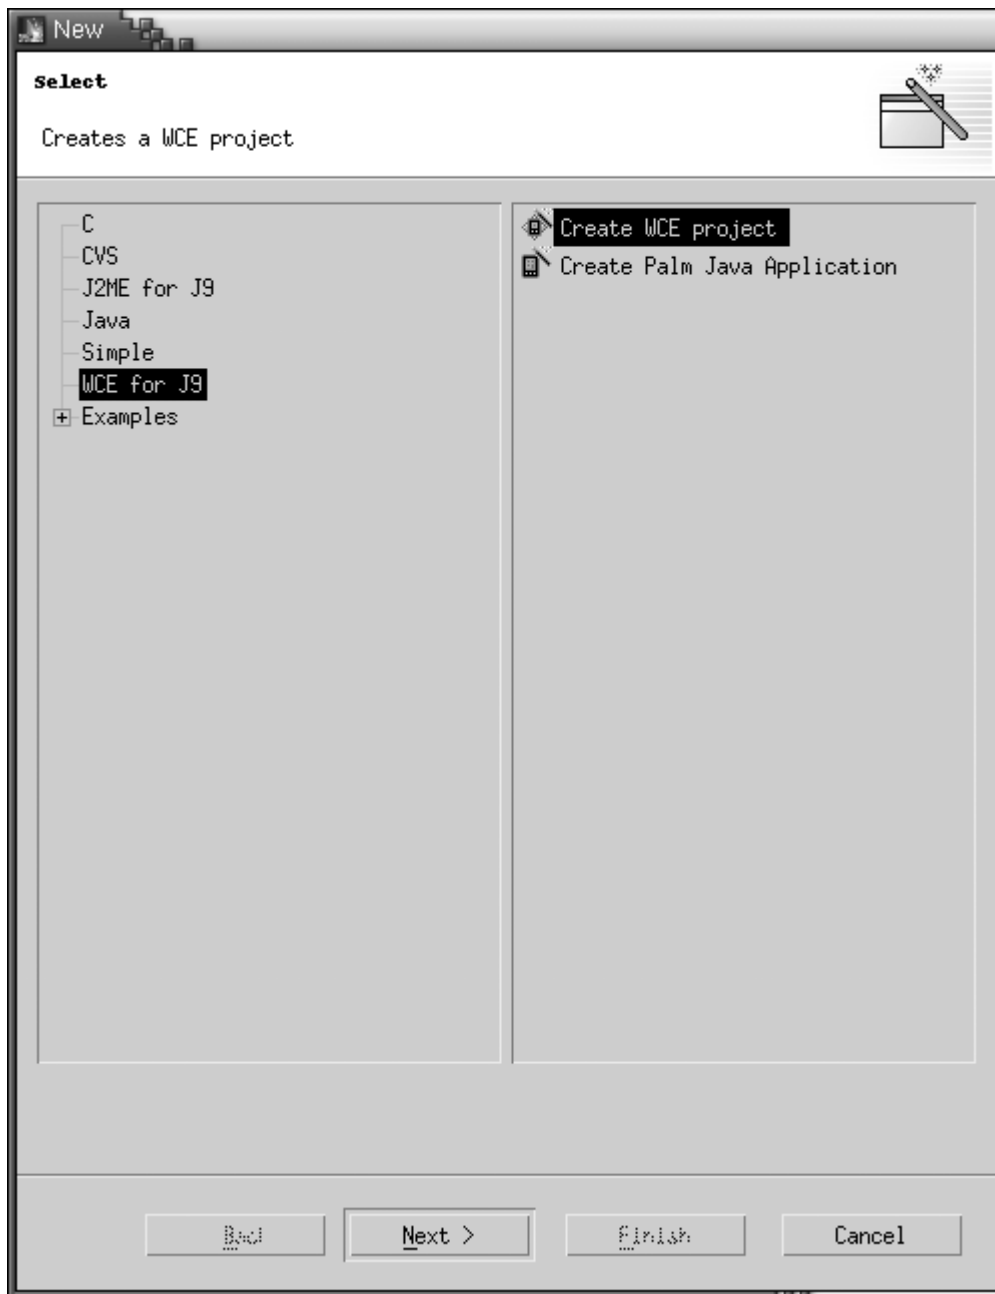 New
Select
Creates a WCE project
C
CVS
J2ME for J9
Java
Simple
WCE for J9
Examples
Create WCE project
Create Palm Java Application
Next >
Finish
Cancel